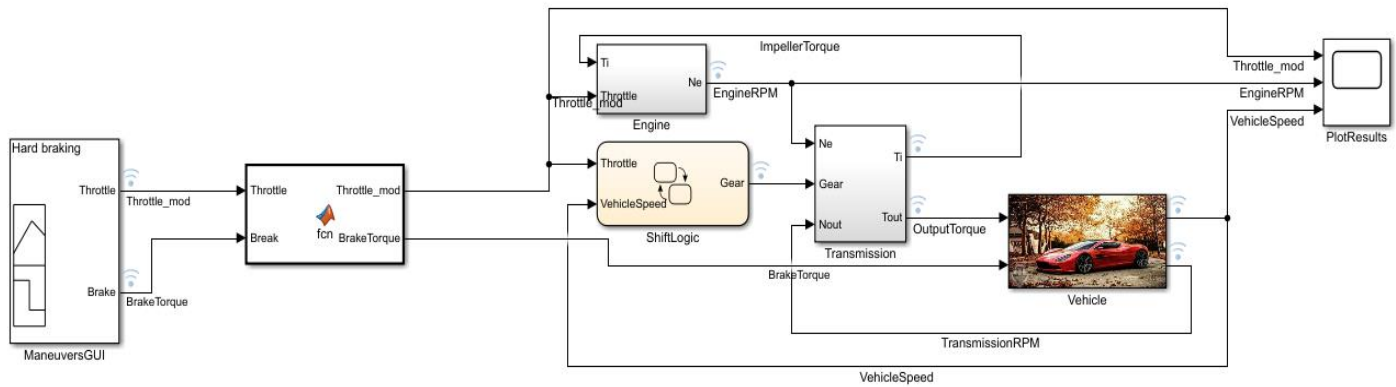 Hard braking
Throttle
Throttle_mod
Brake
BrakeTorque
ManeuversGUI
Throttle
Break
fcn
Throttle_mod
BrakeTorque
ImpellerTorque
Ti
Throttle
Throttle_mod
Ne
EngineRPM
Engine
Throttle
VehicleSpeed
Gear
ShiftLogic
Ne
Gear
Nout
Ti
Tout
Transmission
OutputTorque
BrakeTorque
Vehicle
TransmissionRPM
VehicleSpeed
Throttle_mod
EngineRPM
VehicleSpeed
PlotResults